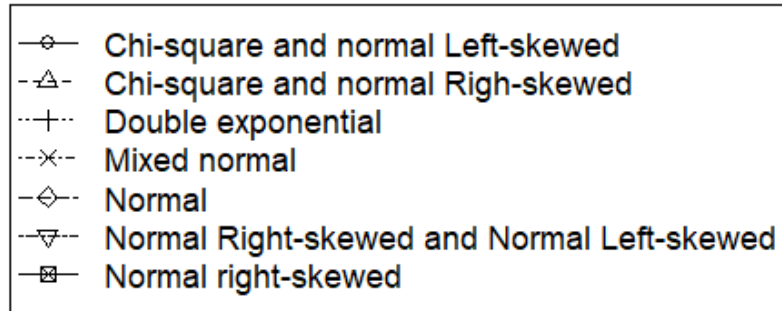 Chi-square and normal Left-skewed
Chi-square and normal Righ-skewed
Double exponential
Mixed normal
Normal
Normal Right-skewed and Normal Left-skewed
Normal right-skewed